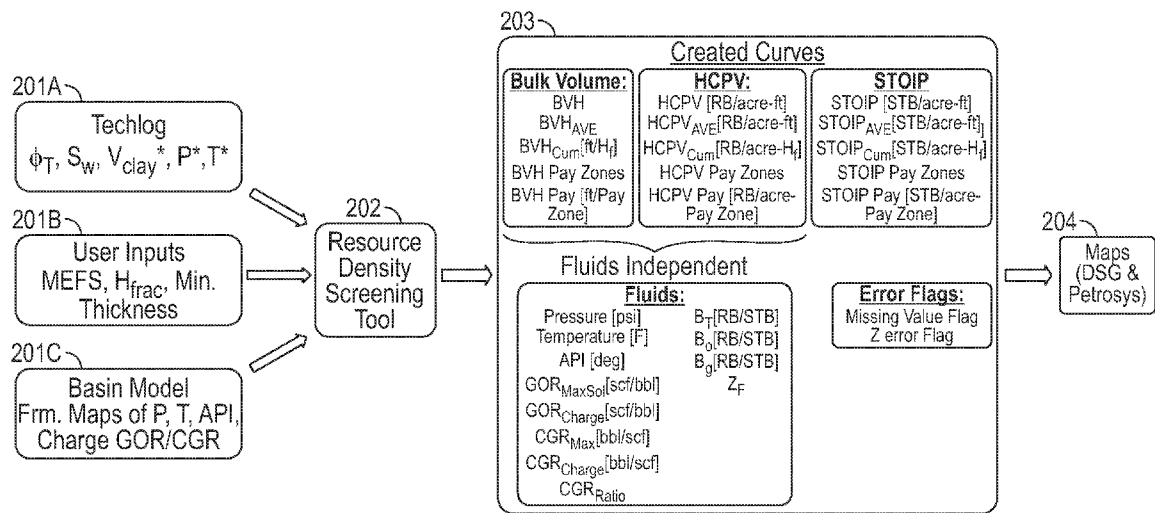 201A
Techlog
ϕT, Sw, Vclay*, P*,T*
201B
User Inputs
MEFS, Hfrac, Min.
Thickness
201C
Basin Model
Frm. Maps of P, T, API,
Charge GOR/CGR
202
Resource
Density
Screening
Tool
203
Created Curves
Bulk Volume:
BVH
BVHAVE
BVHCum[ft/Hf]
BVH Pay Zones
BVH Pay [ft/Pay
Zone]
HCPV:
HCPV [RB/acre-ft]
HCPVAVE[RB/acre-ft]
HCPVCum[RB/acre-Hf]
HCPV Pay Zones
HCPV Pay [RB/acre-
Pay Zone]
STOIP
STOIP [STB/acre-ft]
STOIPAVE[STB/acre-ft]]
STOIPCum[STB/acre-Hf]
STOIP Pay Zones
STOIP Pay [STB/acre-
Pay Zone]
Fluids Independent
Fluids:
Pressure [psi]
Temperature [F]
API [deg]
GORMaxSol[scf/bbl]
GORCharge[scf/bbl]
CGRMax[bbl/scf]
CGRCharge[bbl/scf]
CGRRatio
BT[RB/STB]
Bo[RB/STB]
Bg[RB/STB]
ZF
Error Flags:
Missing Value Flag
Z error Flag
204
Maps
(DSG &
Petrosys)